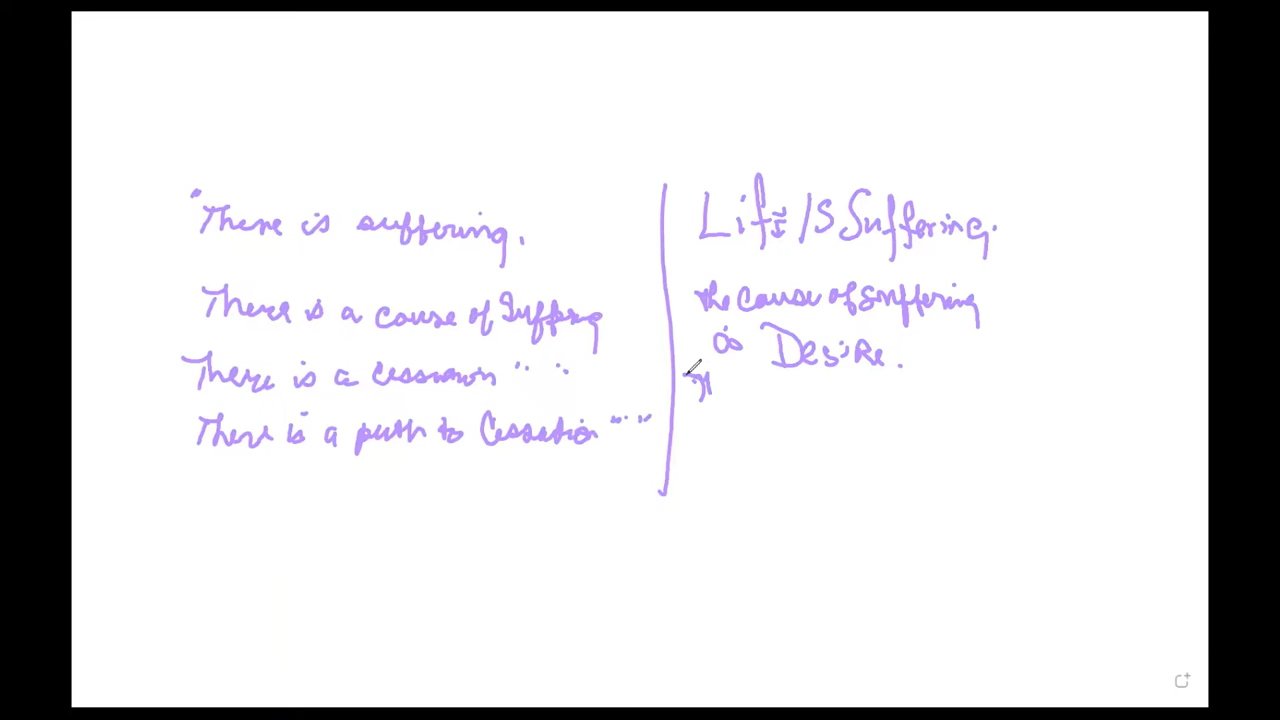 "There is suffering.
There is a cause of Suffering
There is a cessation " "
There is a path to Cessation " " "
Life IS Suffering.
the cause of suffering
is Desire.